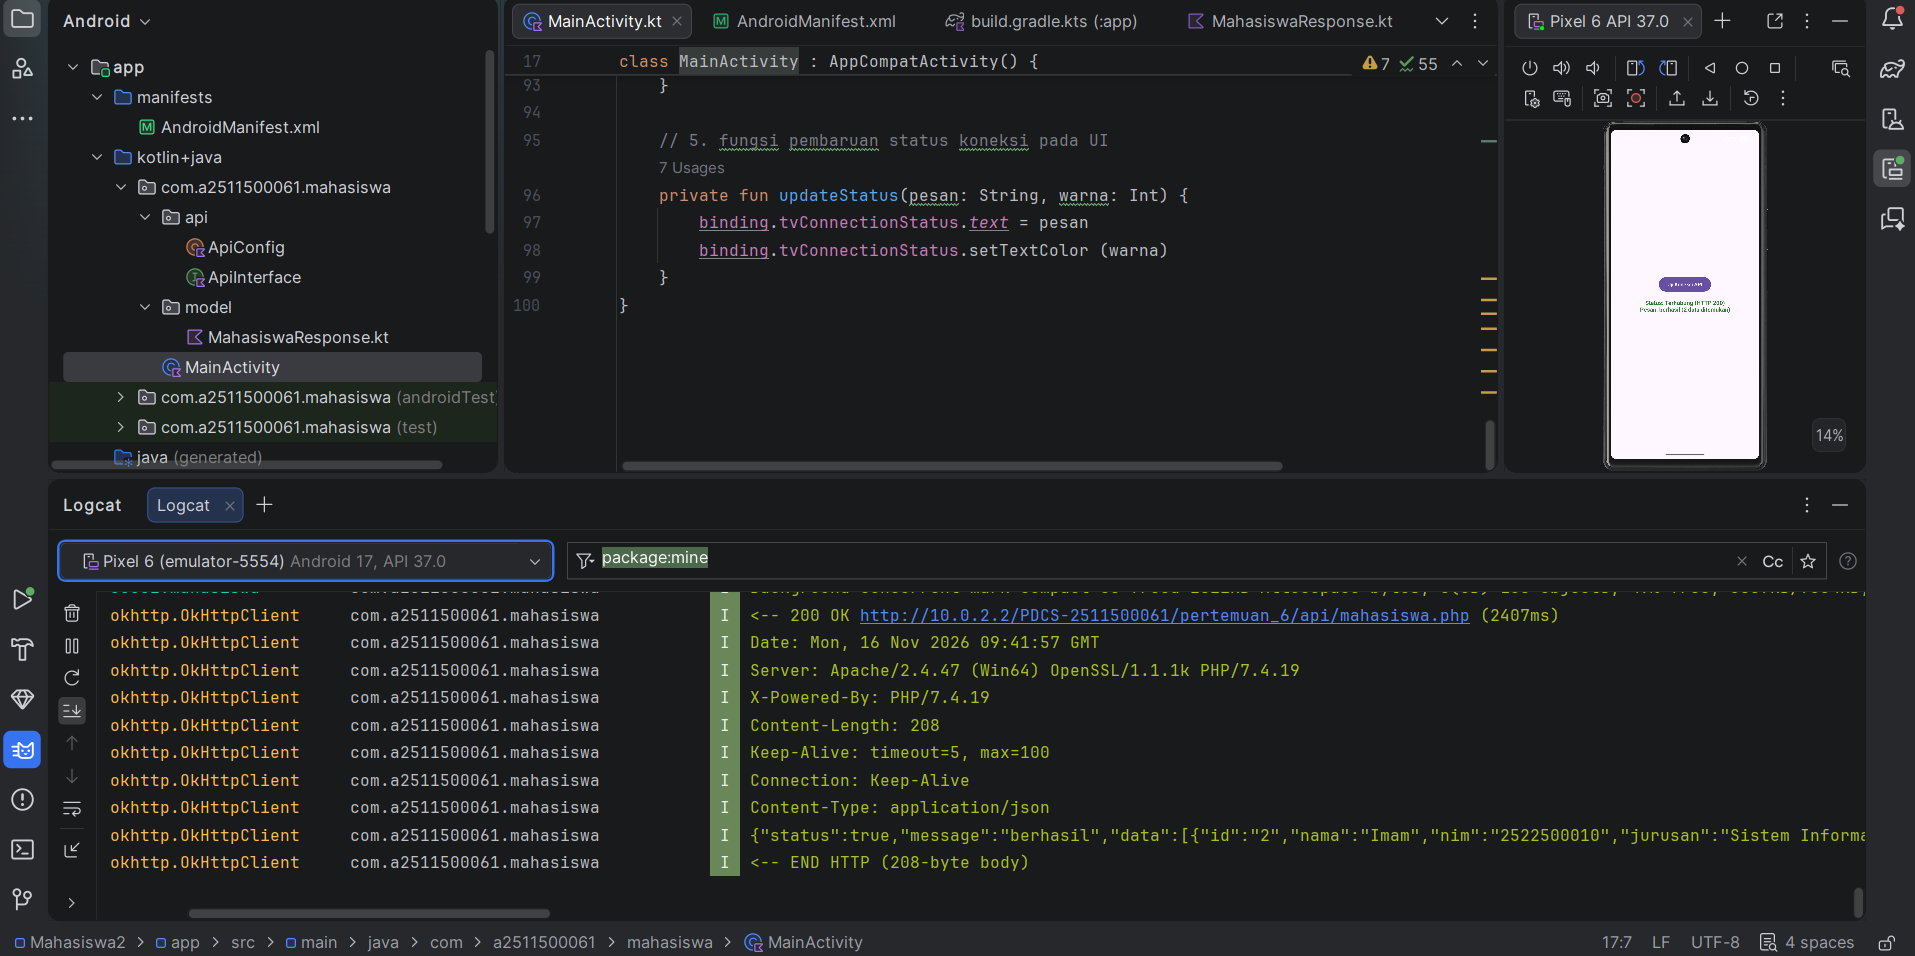 Android
app
manifests
AndroidManifest.xml
kotlin+java
com.a2511500061.mahasiswa
api
ApiConfig
ApiInterface
model
MahasiswaResponse.kt
MainActivity
com.a2511500061.mahasiswa (androidTest
com.a2511500061.mahasiswa (test)
java (generated)
MainActivity.kt AndroidManifest.xml build.gradle.kts (:app) MahasiswaResponse.kt
17 class MainActivity : AppCompatActivity() {
7 55
93 }
94
95 // 5. fungsi pembaruan status koneksi pada UI
7 Usages
96 private fun updateStatus(pesan: String, warna: Int) {
97 binding.tvConnectionStatus.text = pesan
98 binding.tvConnectionStatus.setTextColor (warna)
99 }
100 }
Pixel 6 API 37.0
Status: Terhubung (HTTP 200)
Pesan: berhasil (2 data ditemukan)
14%
Logcat Logcat
Pixel 6 (emulator-5554) Android 17, API 37.0
package:mine
Cc
okhttp.OkHttpClient com.a2511500061.mahasiswa I <-- 200 OK http://10.0.2.2/PDCS-2511500061/pertemuan_6/api/mahasiswa.php (2407ms)
okhttp.OkHttpClient com.a2511500061.mahasiswa I Date: Mon, 16 Nov 2026 09:41:57 GMT
okhttp.OkHttpClient com.a2511500061.mahasiswa I Server: Apache/2.4.47 (Win64) OpenSSL/1.1.1k PHP/7.4.19
okhttp.OkHttpClient com.a2511500061.mahasiswa I X-Powered-By: PHP/7.4.19
okhttp.OkHttpClient com.a2511500061.mahasiswa I Content-Length: 208
okhttp.OkHttpClient com.a2511500061.mahasiswa I Keep-Alive: timeout=5, max=100
okhttp.OkHttpClient com.a2511500061.mahasiswa I Connection: Keep-Alive
okhttp.OkHttpClient com.a2511500061.mahasiswa I Content-Type: application/json
okhttp.OkHttpClient com.a2511500061.mahasiswa I {"status":true,"message":"berhasil","data":[{"id":"2","nama":"Imam","nim":"2522500010","jurusan":"Sistem Informa
okhttp.OkHttpClient com.a2511500061.mahasiswa I <-- END HTTP (208-byte body)
Mahasiswa2 > app > src > main > java > com > a2511500061 > mahasiswa > MainActivity
17:7 LF UTF-8 4 spaces